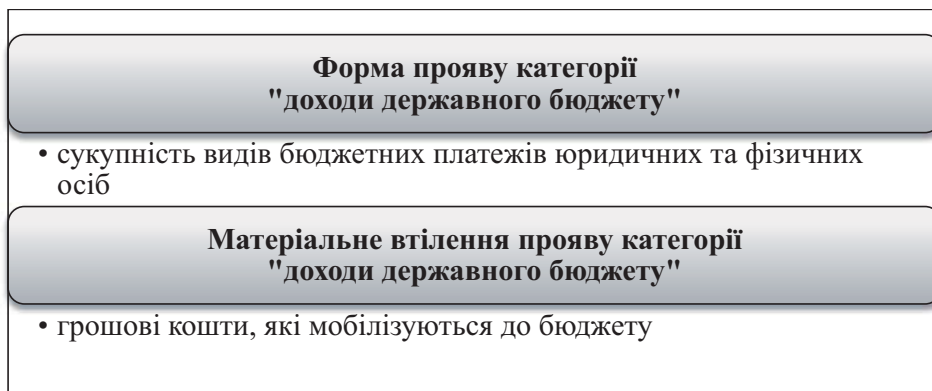 Форма прояву категорії
"доходи державного бюджету"
• сукупність видів бюджетних платежів юридичних та фізичних
осіб
Матеріальне втілення прояву категорії
"доходи державного бюджету"
• грошові кошти, які мобілізуються до бюджету